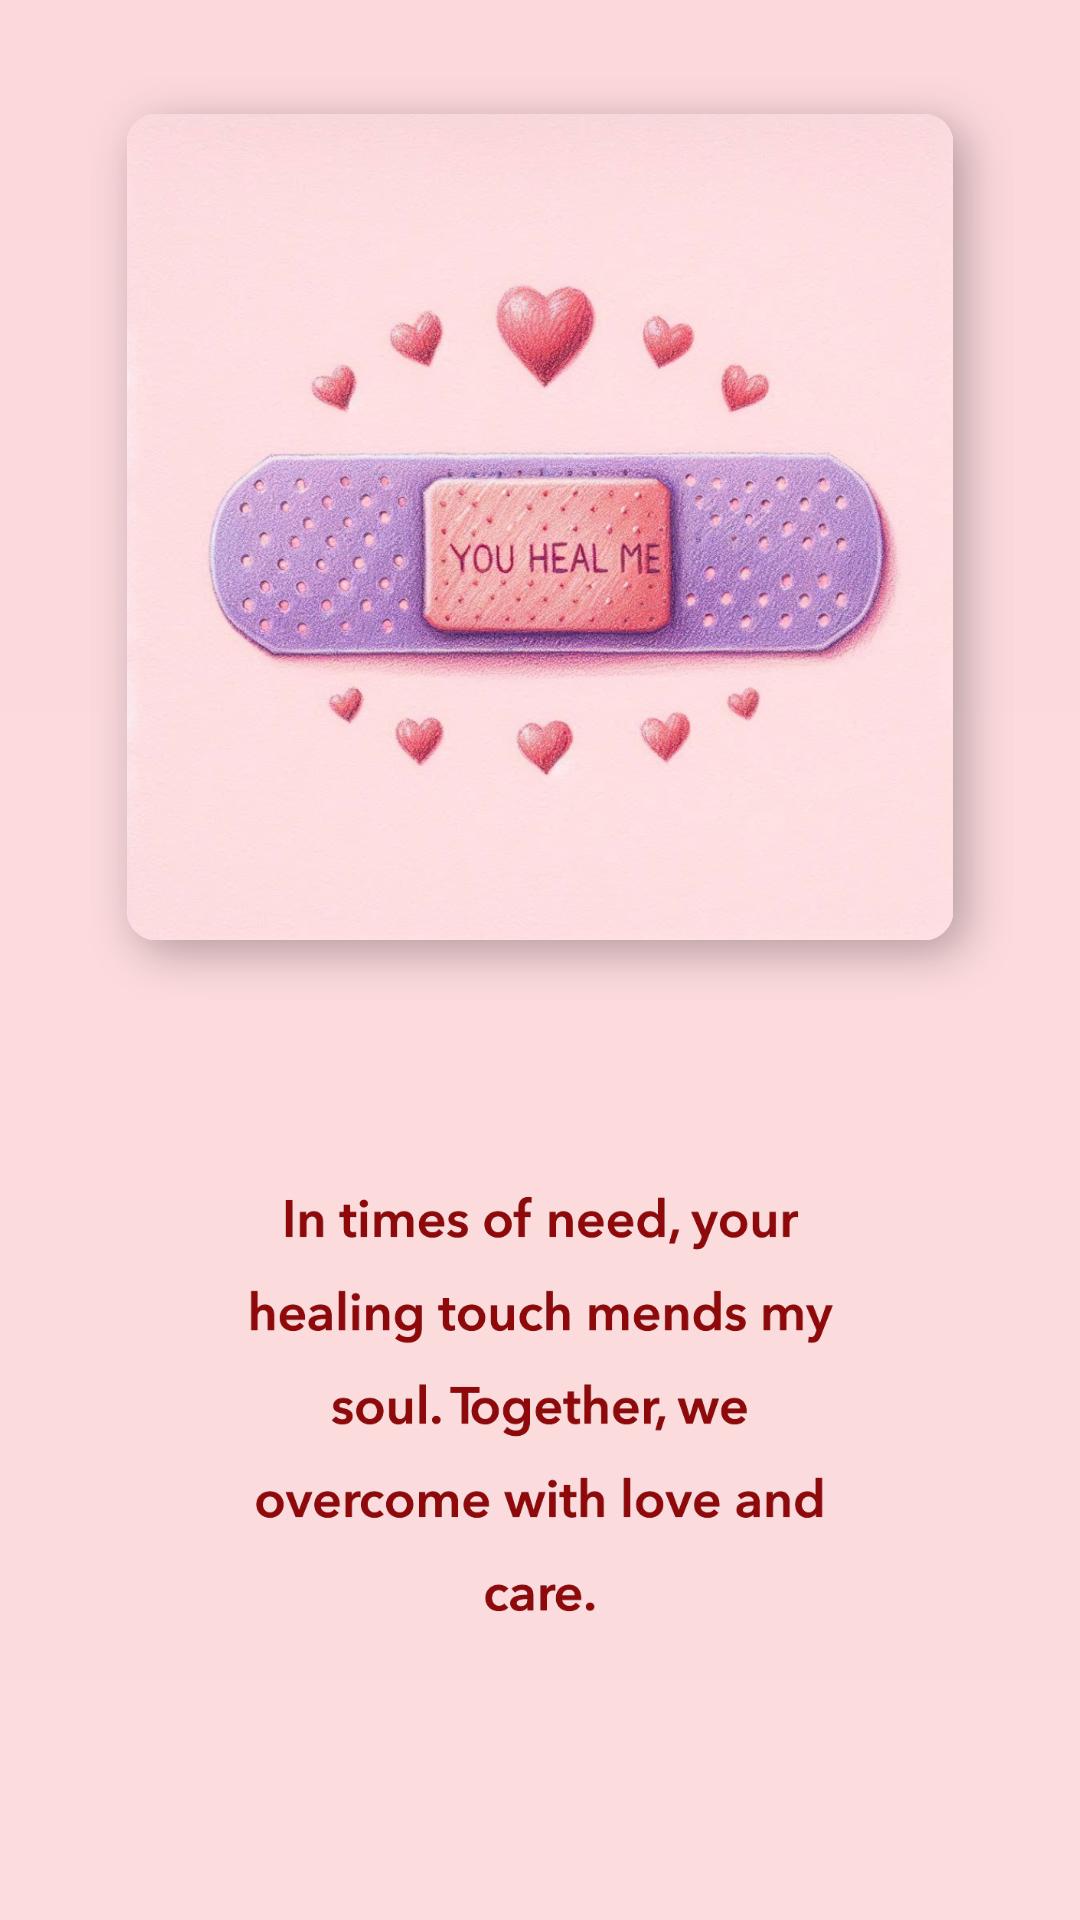 YOU HEAL ME
In times of need, your
healing touch mends my
soul. Together, we
overcome with love and
care.